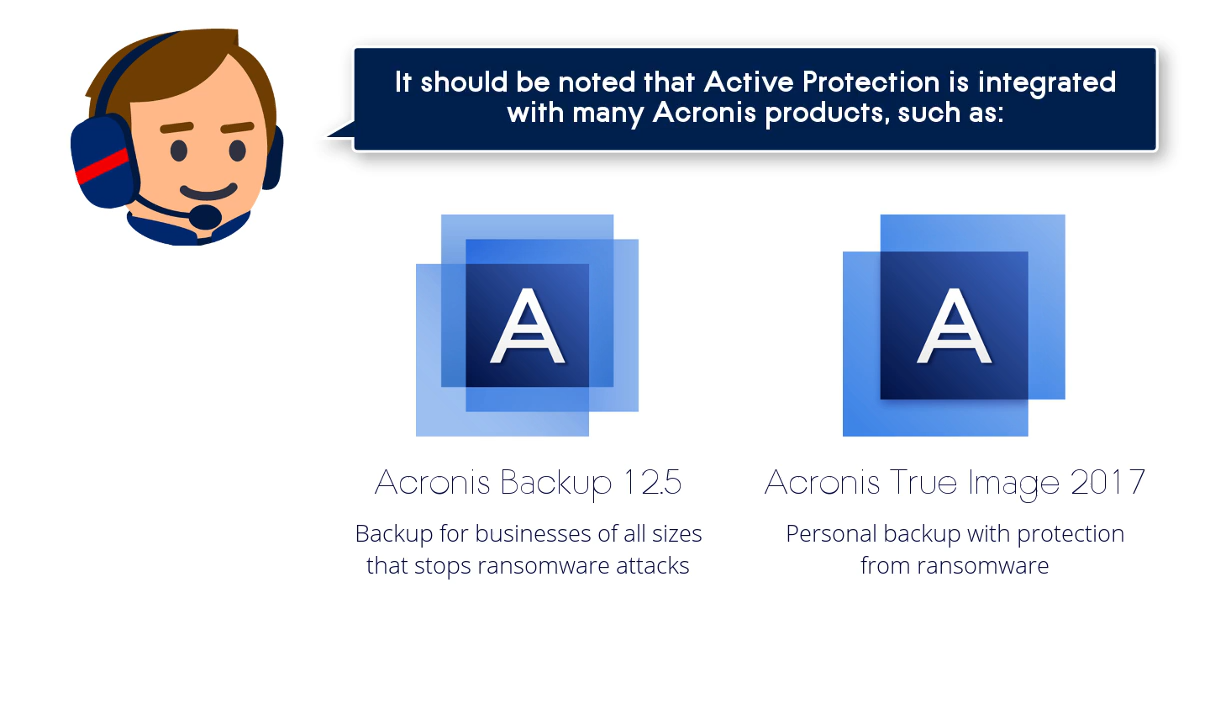 It should be noted that Active Protection is integrated
with many Acronis products, such as:
A
A
Acronis Backup 12.5
Acronis True Image 2017
Backup for businesses of all sizes
that stops ransomware attacks
Personal backup with protection
from ransomware